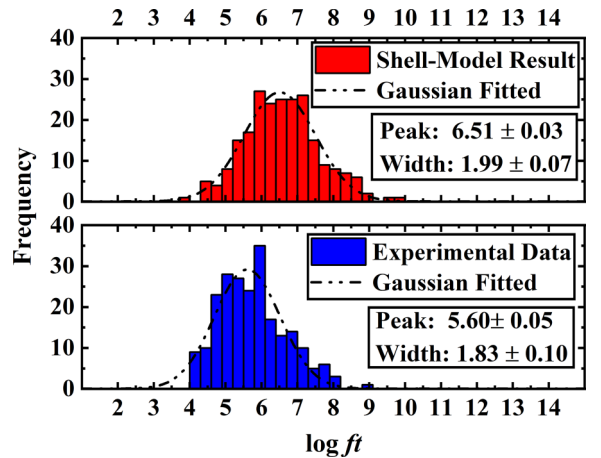 2 3 4 5 6 7 8 9 10 11 12 13 14
40
30
20
10
0
Shell-Model Result
Gaussian Fitted
Peak: 6.51 ± 0.03
Width: 1.99 ± 0.07
Frequency
40
30
20
10
0
Experimental Data
Gaussian Fitted
Peak: 5.60± 0.05
Width: 1.83 ± 0.10
2 3 4 5 6 7 8 9 10 11 12 13 14
log ft